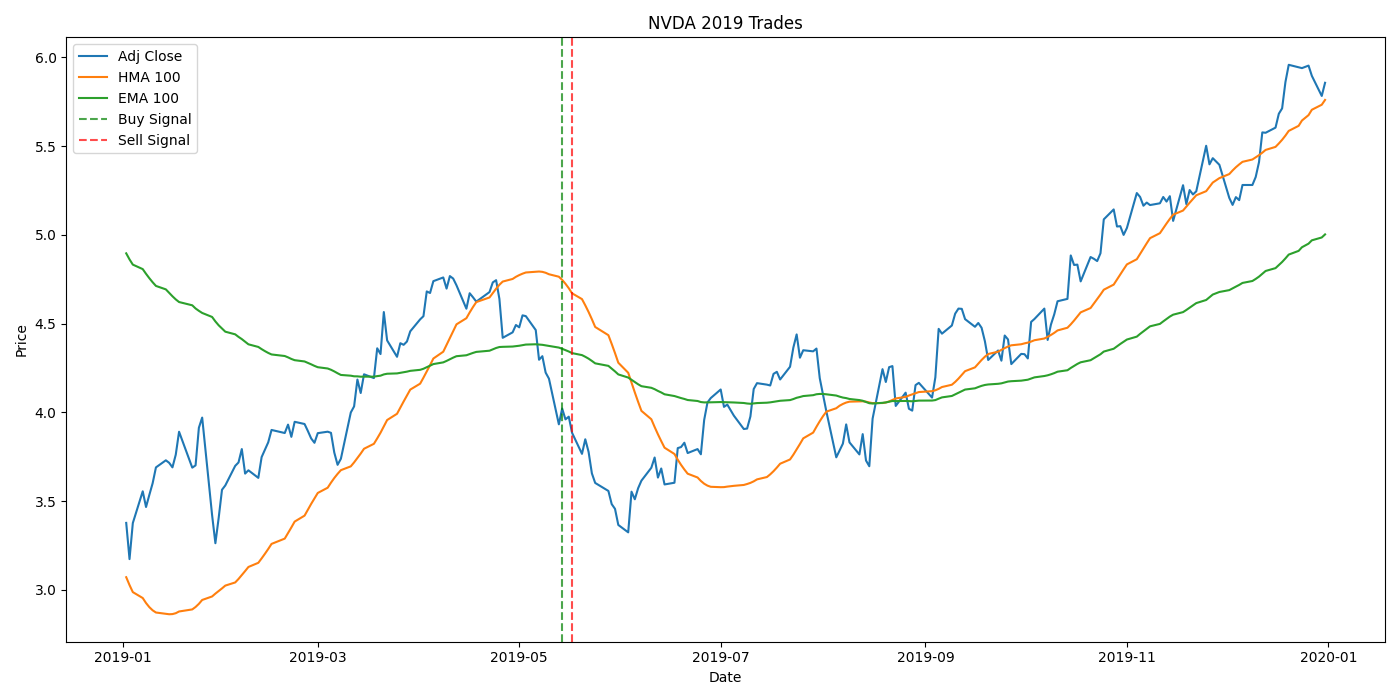 NVDA 2019 Trades
Adj Close
HMA 100
EMA 100
Buy Signal
Sell Signal
Price
6.0
5.5
5.0
4.5
4.0
3.5
3.0
2019-01 2019-03 2019-05 2019-07 2019-09 2019-11 2020-01
Date